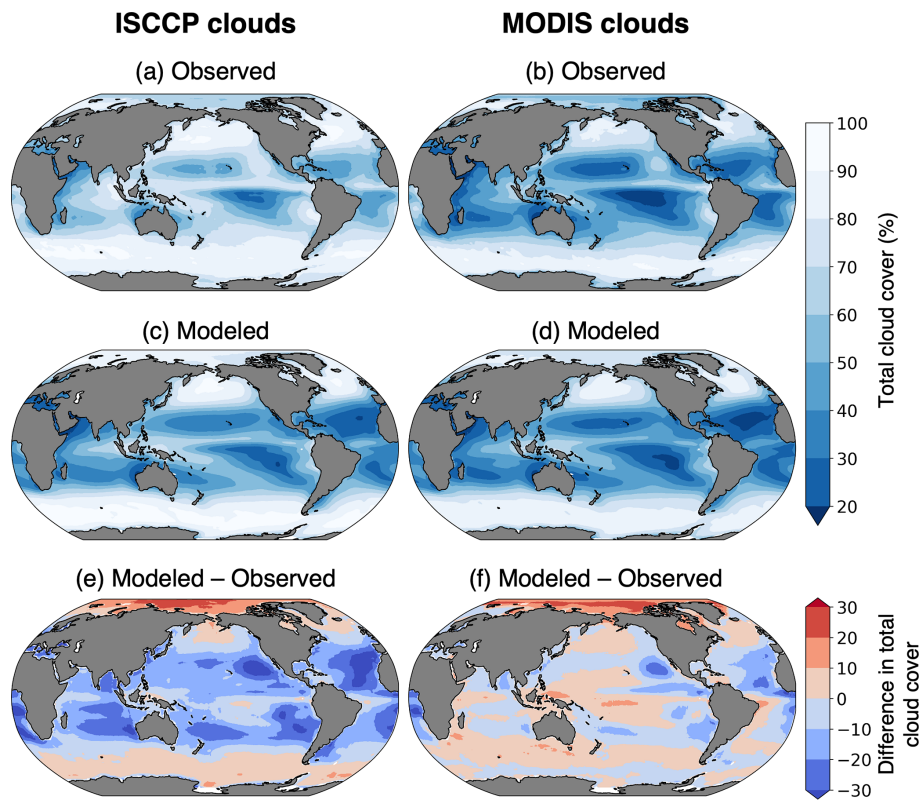 ISCCP clouds
MODIS clouds
(a) Observed
(b) Observed
(c) Modeled
(d) Modeled
(e) Modeled – Observed
(f) Modeled – Observed
100
90
80
70
60
50
40
30
20
Total cloud cover (%)
30
20
10
0
−10
−20
−30
Difference in total
cloud cover